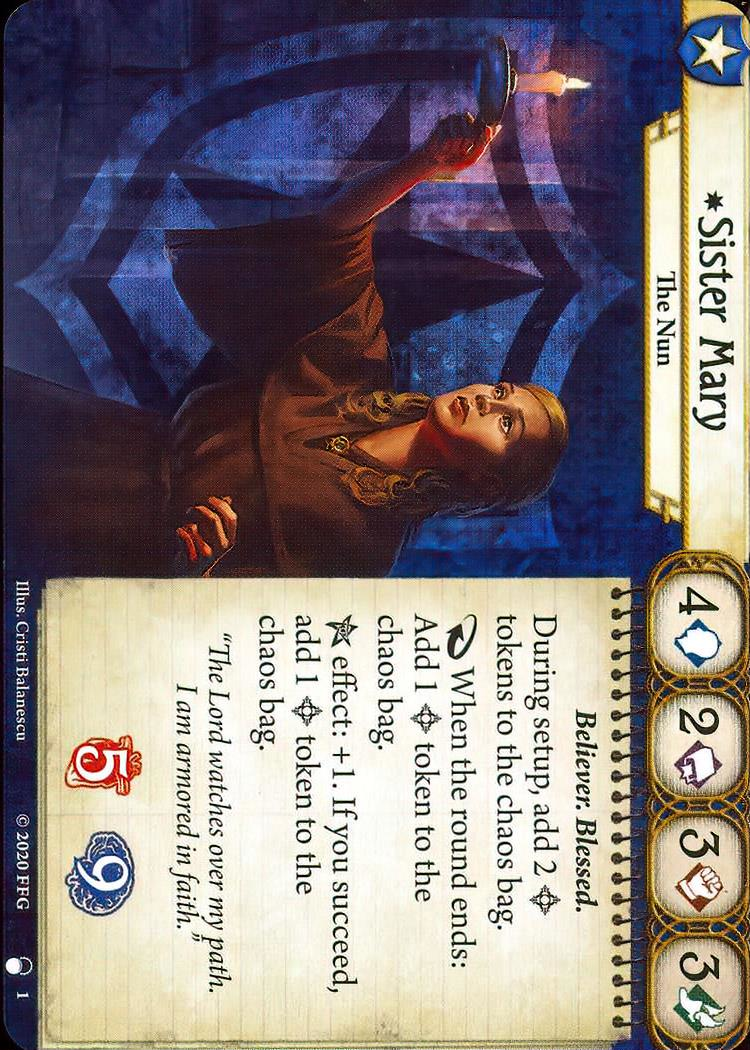 Sister Mary
The Nun
4 2 3 3
Believer. Blessed.
During setup, add 2
tokens to the chaos bag.
When the round ends:
Add 1 token to the
chaos bag.
effect: +1. If you succeed,
add 1 token to the
chaos bag.
“The Lord watches over my path.
I am armored in faith.”
5 9
Illus. Cristi Balanescu © 2020 FFG 1